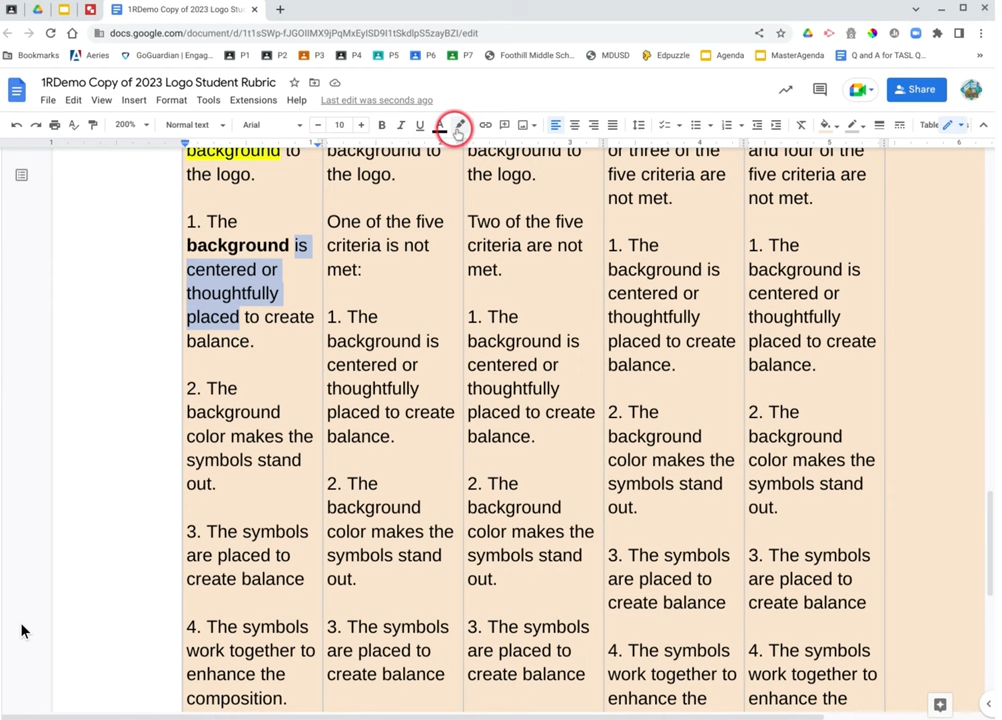 1RDemo Copy of 2023 Logo Student Rubric
docs.google.com/document/d/1t1sSWp-fJGOIIMX9jPqMxEyISD9I1tSkdIpS5zayBZI/edit
Bookmarks Aeries GoGuardian | Engag... P1 P2 P3 P4 P5 P6 P7 Foothill Middle Sch... MDUSD Edpuzzle Agenda MasterAgenda Q and A for TASL Q...
1RDemo Copy of 2023 Logo Student Rubric
File Edit View Insert Format Tools Extensions Help Last edit was seconds ago
Share
200% Normal text Arial 10 B I U A Table
1 1 2 3 4 5 6
background to
the logo.
1. The
background is
centered or
thoughtfully
placed to create
balance.
2. The
background
color makes the
symbols stand
out.
3. The symbols
are placed to
create balance
4. The symbols
work together to
enhance the
composition.
background to
the logo.
One of the five
criteria is not
met:
1. The
background is
centered or
thoughtfully
placed to create
balance.
2. The
background
color makes the
symbols stand
out.
3. The symbols
are placed to
create balance
background to
the logo.
Two of the five
criteria are not
met.
1. The
background is
centered or
thoughtfully
placed to create
balance.
2. The
background
color makes the
symbols stand
out.
3. The symbols
are placed to
create balance
or three of the
five criteria are
not met.
1. The
background is
centered or
thoughtfully
placed to create
balance.
2. The
background
color makes the
symbols stand
out.
3. The symbols
are placed to
create balance
4. The symbols
work together to
enhance the
and four of the
five criteria are
not met.
1. The
background is
centered or
thoughtfully
placed to create
balance.
2. The
background
color makes the
symbols stand
out.
3. The symbols
are placed to
create balance
4. The symbols
work together to
enhance the